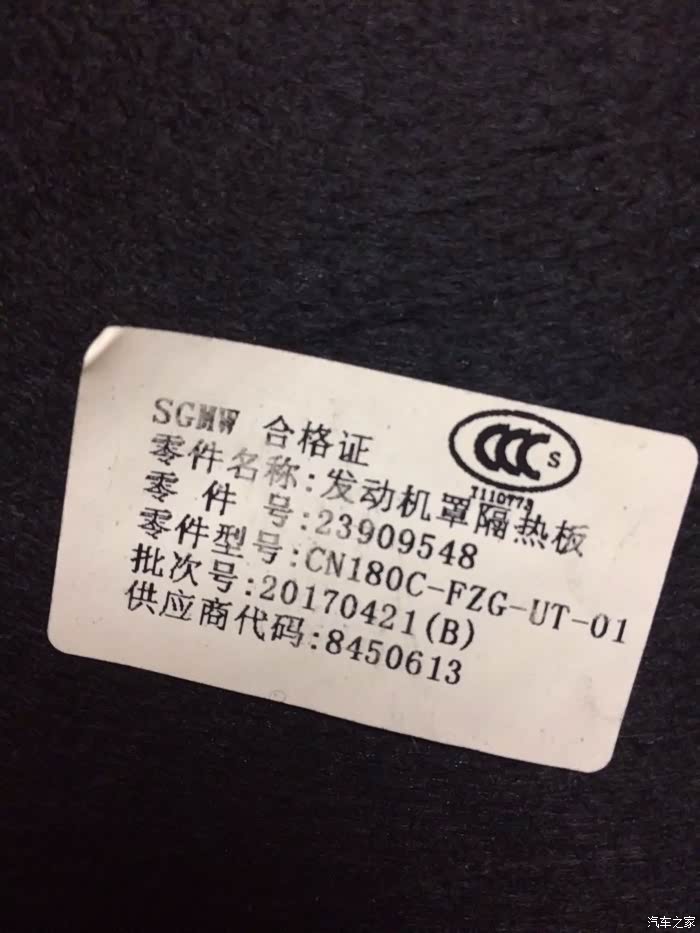 SGMW 合格证
CCC S
T110773
零件名称:发动机罩隔热板
零 件 号:23909548
零件型号:CN180C-FZG-UT-01
批次号:20170421(B)
供应商代码:8450613
汽车之家